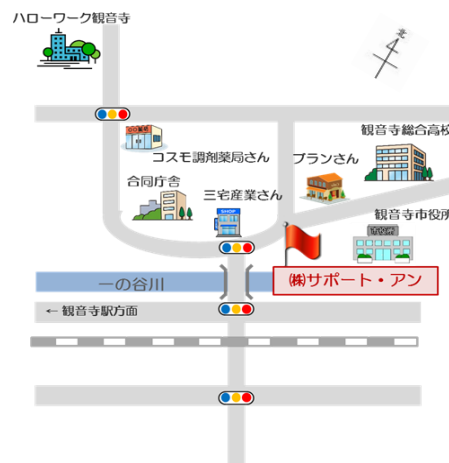 ハローワーク観音寺
北
観音寺総合高校
コスモ調剤薬局さん
プランさん
合同庁舎
三宅産業さん
SHOP
観音寺市役所
市役所
㈱サポート・アン
一の谷川
← 観音寺駅方面